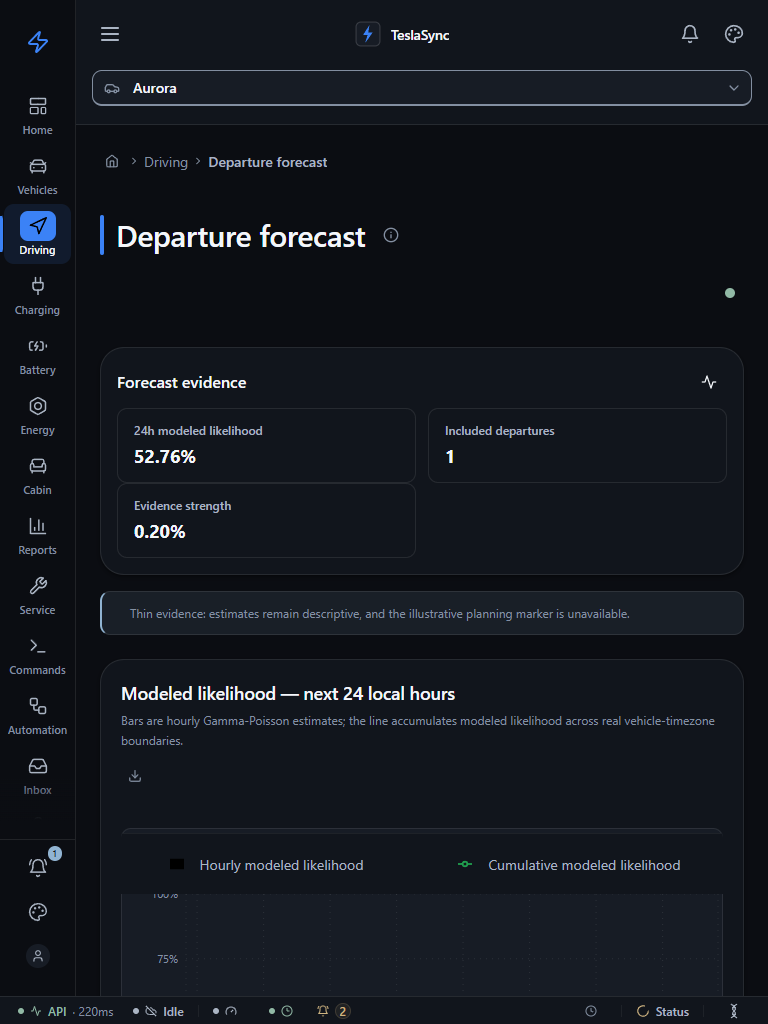 TeslaSync
Aurora
Home
Vehicles
Driving
Charging
Battery
Energy
Cabin
Reports
Service
Commands
Automation
Inbox
1
Driving
Departure forecast
Departure forecast
Forecast evidence
24h modeled likelihood
52.76%
Included departures
1
Evidence strength
0.20%
Thin evidence: estimates remain descriptive, and the illustrative planning marker is unavailable.
Modeled likelihood — next 24 local hours
Bars are hourly Gamma-Poisson estimates; the line accumulates modeled likelihood across real vehicle-timezone
boundaries.
Hourly modeled likelihood
Cumulative modeled likelihood
100%
75%
API · 220ms
Idle
2
Status